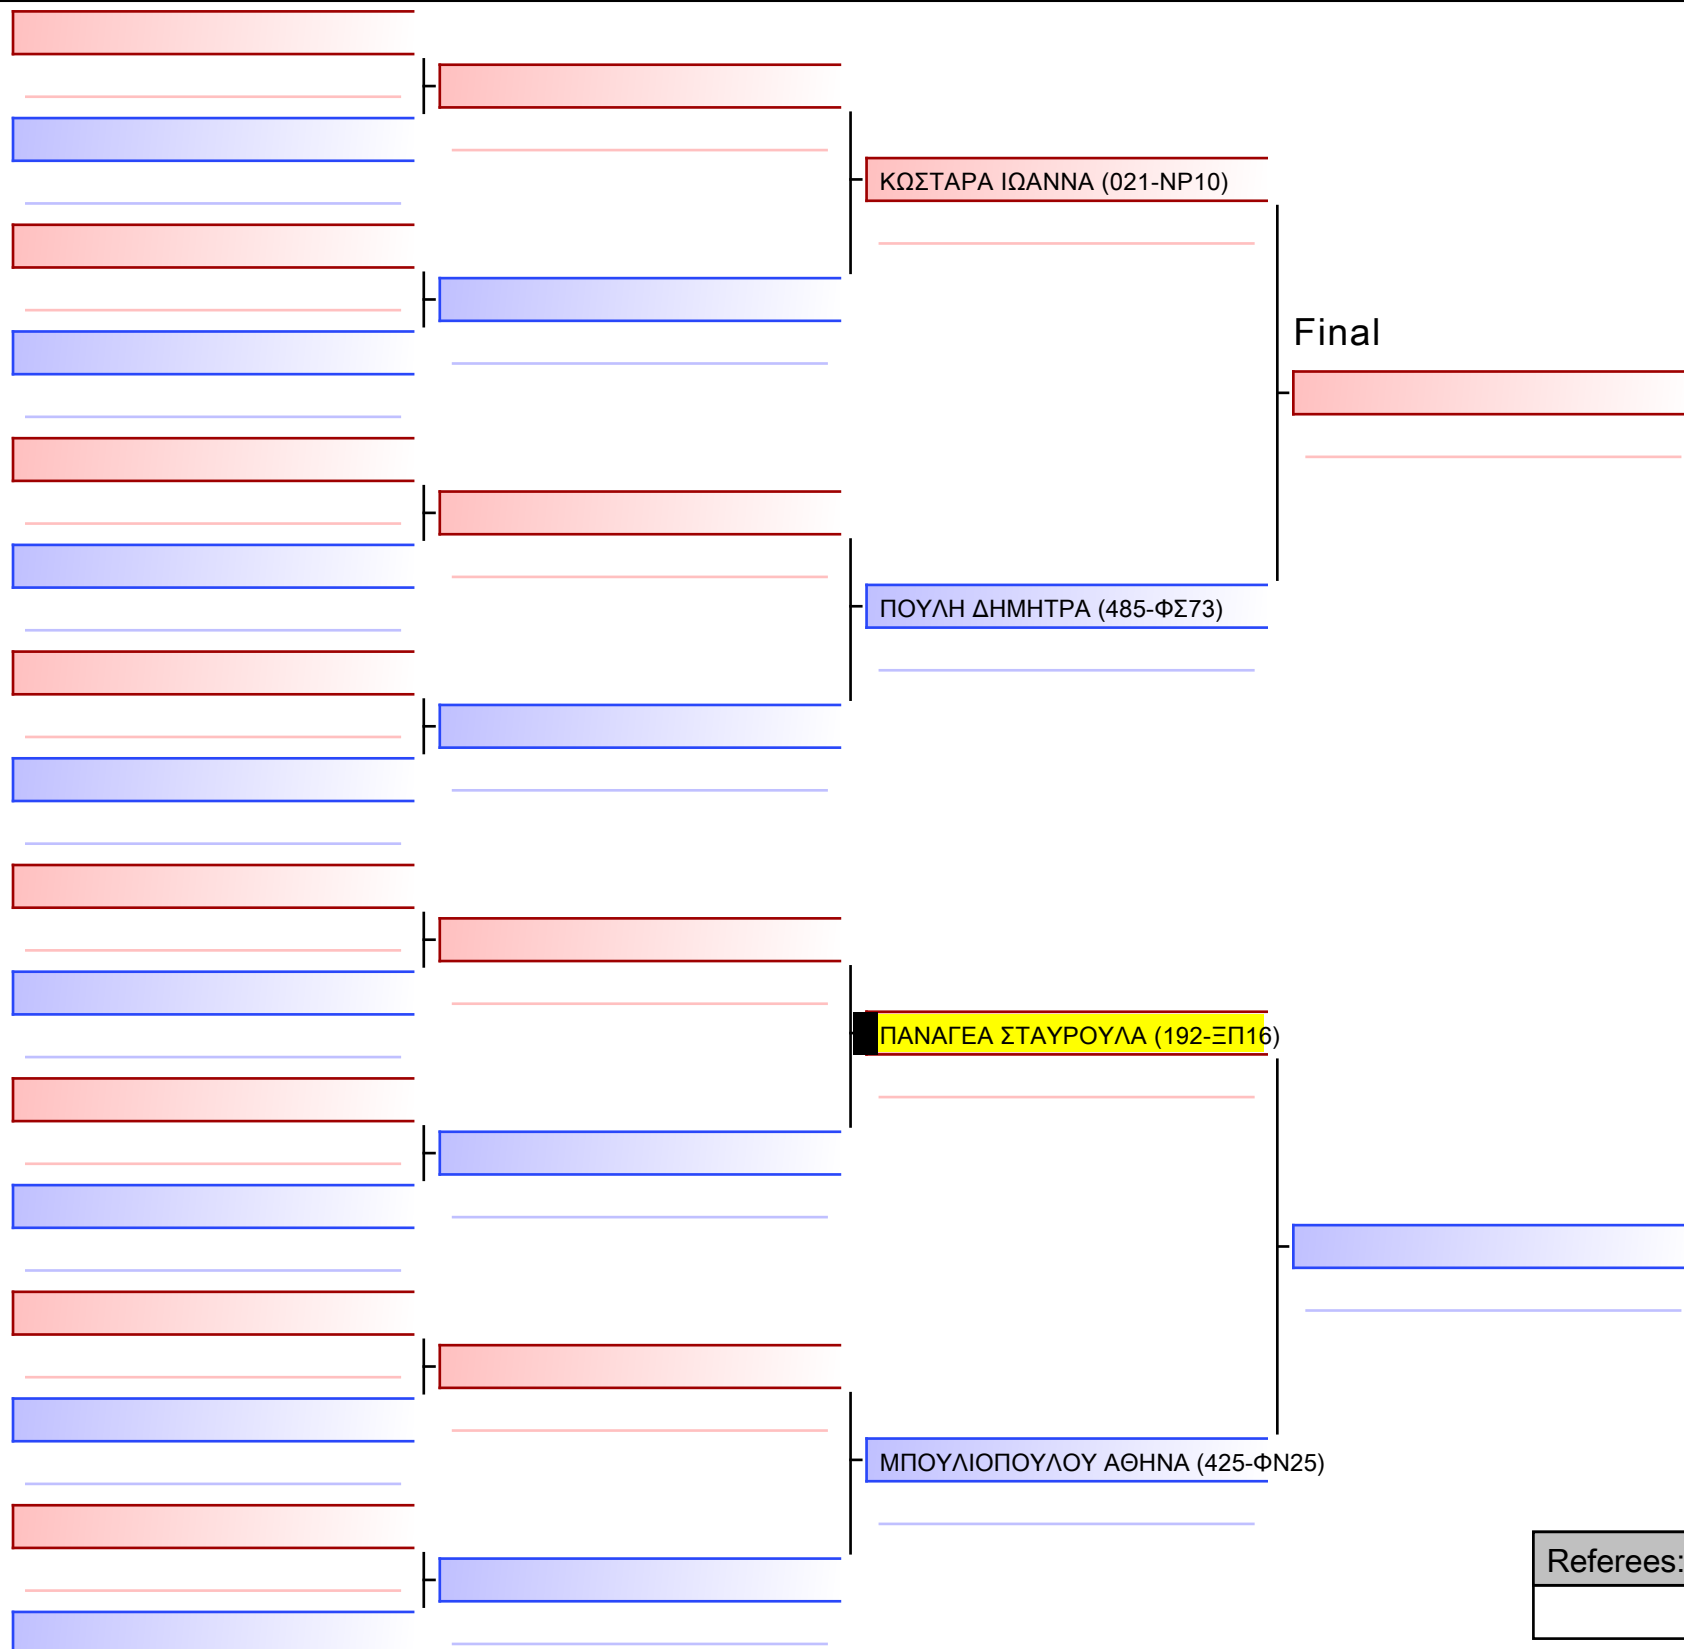 ΚΩΣΤΑΡΑ ΙΩΑΝΝΑ (021-ΝΡ10)
Final
ΠΟΥΛΗ ΔΗΜΗΤΡΑ (485-ΦΣ73)
ΠΑΝΑΓΕΑ ΣΤΑΥΡΟΥΛΑ (192-ΞΠ16)
ΜΠΟΥΛΙΟΠΟΥΛΟΥ ΑΘΗΝΑ (425-ΦΝ25)
Referees: